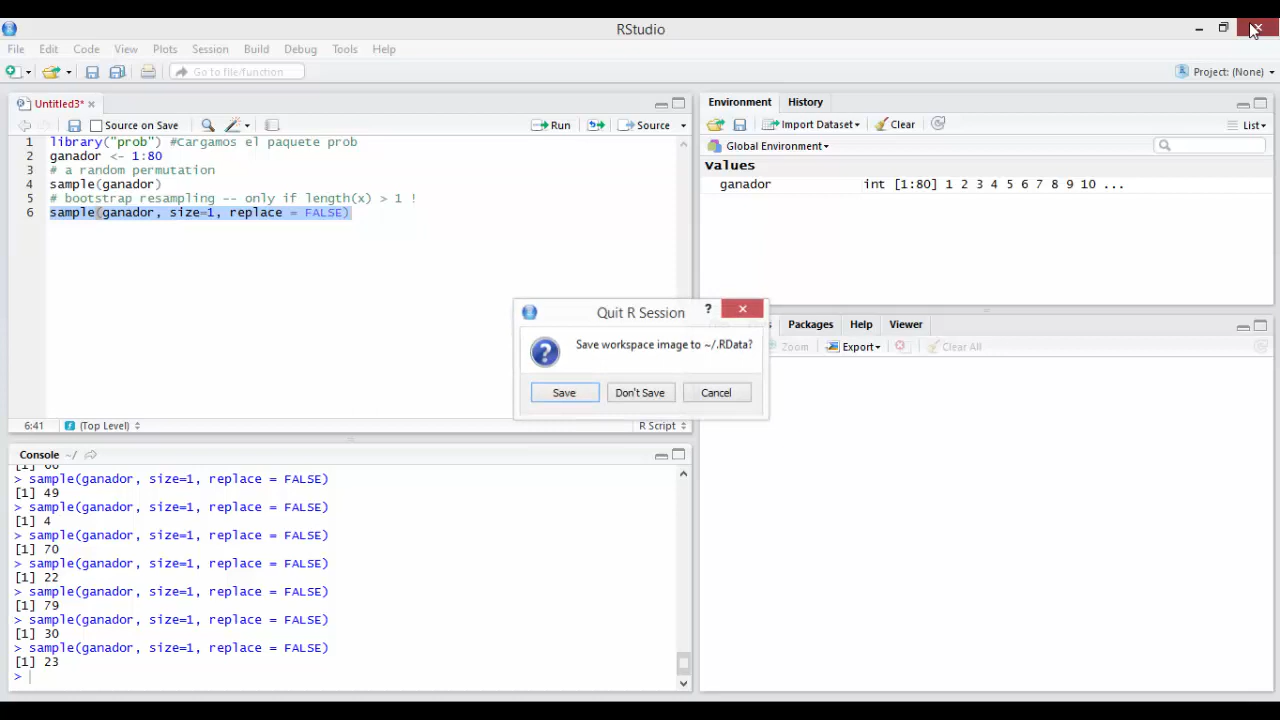 RStudio
File Edit Code View Plots Session Build Debug Tools Help
Go to file/function
Project: (None)
Untitled3*
Source on Save
Run
Source
1 library("prob") #Cargamos el paquete prob
2 ganador <- 1:80
3 # a random permutation
4 sample(ganador)
5 # bootstrap resampling -- only if length(x) > 1 !
6 sample(ganador, size=1, replace = FALSE)
6:41 (Top Level) R Script
Environment History
Import Dataset Clear List
Global Environment
Values
ganador int [1:80] 1 2 3 4 5 6 7 8 9 10 ...
Packages Help Viewer
Zoom Export Clear All
Quit R Session ?
Save workspace image to ~/.RData?
Save Don't Save Cancel
Console ~/
> sample(ganador, size=1, replace = FALSE)
[1] 49
> sample(ganador, size=1, replace = FALSE)
[1] 4
> sample(ganador, size=1, replace = FALSE)
[1] 70
> sample(ganador, size=1, replace = FALSE)
[1] 22
> sample(ganador, size=1, replace = FALSE)
[1] 79
> sample(ganador, size=1, replace = FALSE)
[1] 30
> sample(ganador, size=1, replace = FALSE)
[1] 23
>